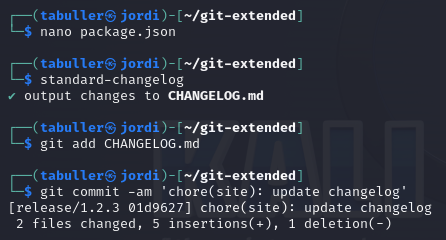 ┌──(tabuller㉿jordi)-[~/git-extended]
└─$ nano package.json
┌──(tabuller㉿jordi)-[~/git-extended]
└─$ standard-changelog
✔ output changes to CHANGELOG.md
┌──(tabuller㉿jordi)-[~/git-extended]
└─$ git add CHANGELOG.md
┌──(tabuller㉿jordi)-[~/git-extended]
└─$ git commit -am 'chore(site): update changelog'
[release/1.2.3 01d9627] chore(site): update changelog
 2 files changed, 5 insertions(+), 1 deletion(-)